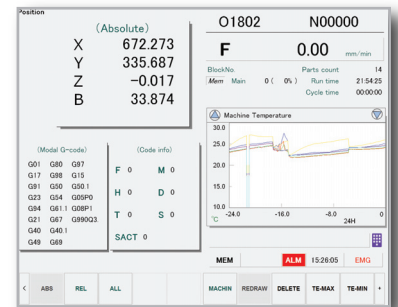 Position
(Absolute)
X 672.273
Y 335.687
Z -0.017
B 33.874
O1802 N00000
F 0.00 mm/min
BlockNo. Parts count 14
Mem Main 0 ( 0% ) Run time 21:54:25
Cycle time 00:00:00
Machine Temperature
30.0
25.0
20.0
15.0
10.0
℃ -24.0 -16.0 -8.0 0
24H
(Modal G-code)
G01 G80 G97
G17 G98 G15
G91 G50 G50.1
G23 G54 G05P0
G94 G61.1 G08P1
G21 G67 G990Q3.
G40 G40.1
G49 G69
(Code info)
F 0 M 0
H 0 D 0
T 0 S 0
SACT 0
MEM ALM 15:26:05 EMG
< ABS REL ALL MACHIN REDRAW DELETE TE-MAX TE-MIN +